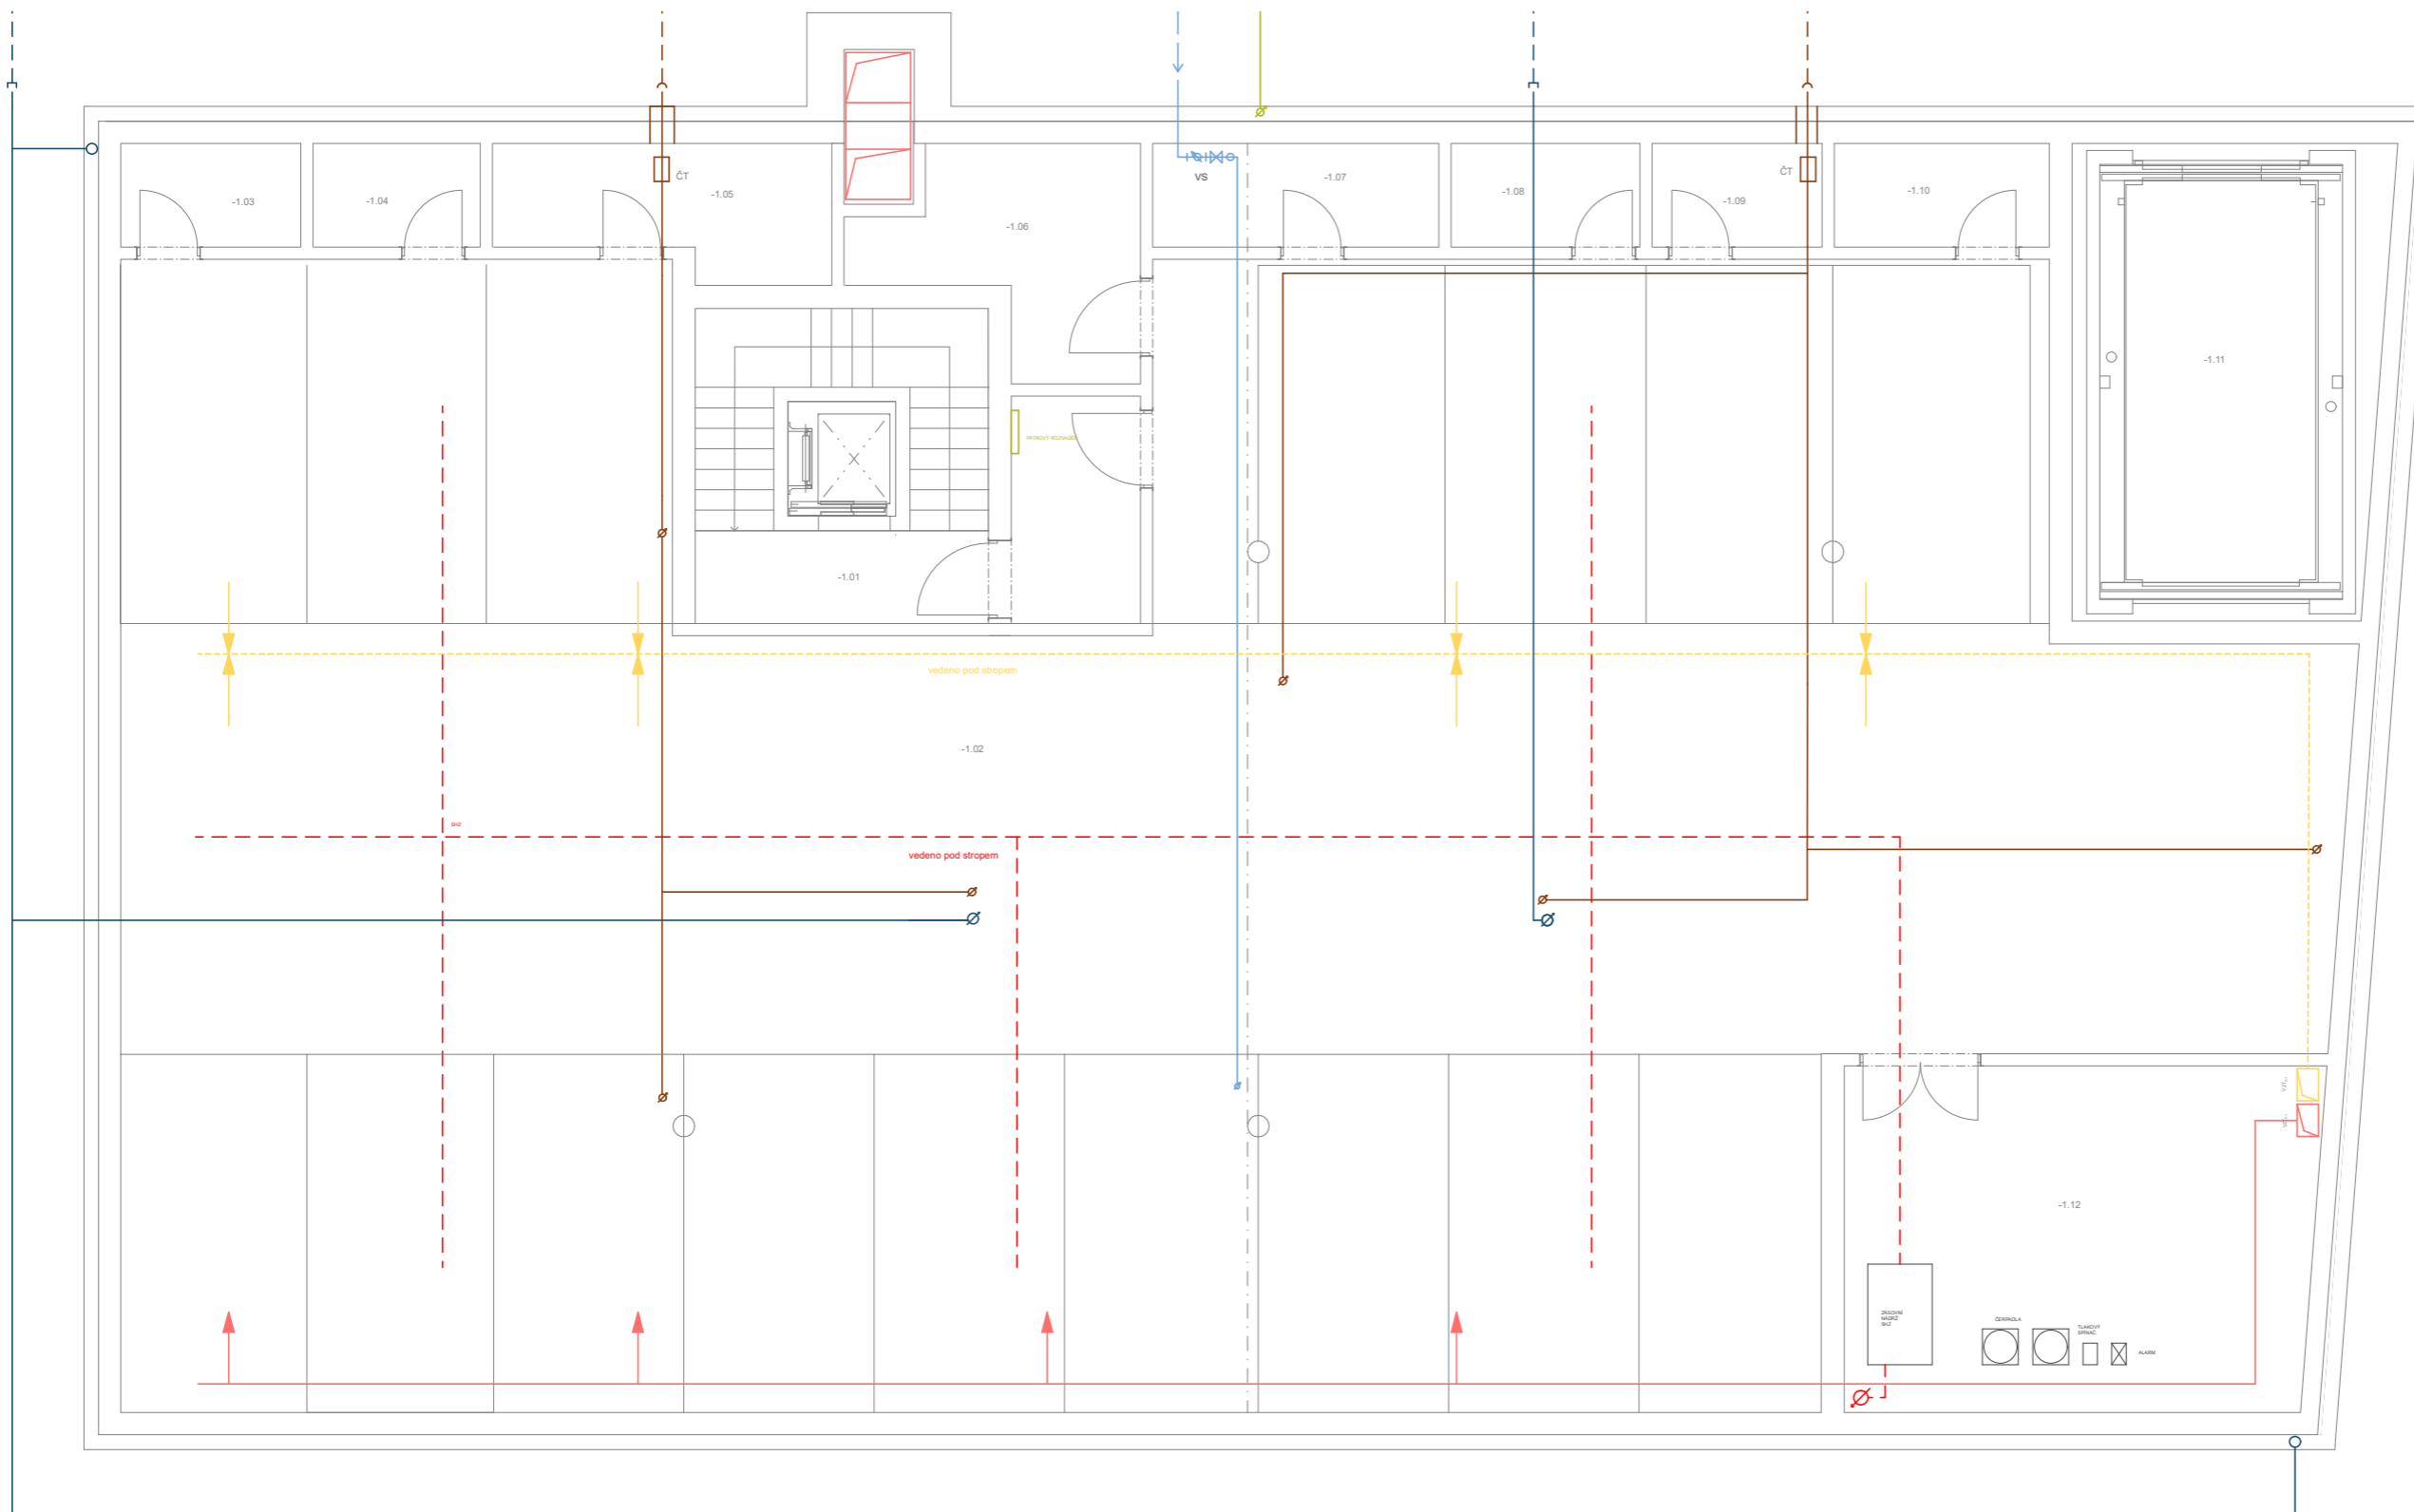 ČT
-1.03
-1.04
-1.05
-1.06
VS
-1.07
-1.08
ČT
-1.09
-1.10
-1.11
PATROVÝ ROZVADĚČ
-1.01
vedeno pod stropem
-1.02
SHZ
vedeno pod stropem
-1.12
ZÁSOVNÍ
NÁDRŽ
SHZ
ČERPADLA
TLAKOVÝ
SPÍNAČ
ALARM